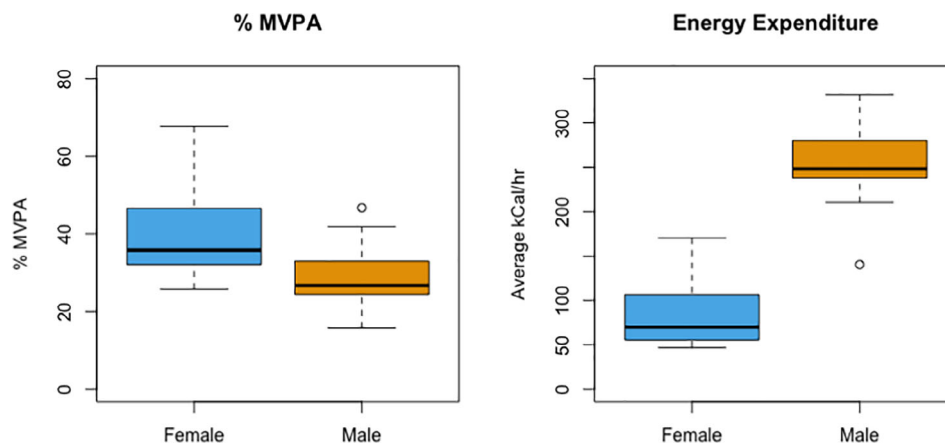 % MVPA
% MVPA
80
60
40
20
0
Female Male
Energy Expenditure
Average kCal/hr
300
200
100
50
0
Female Male